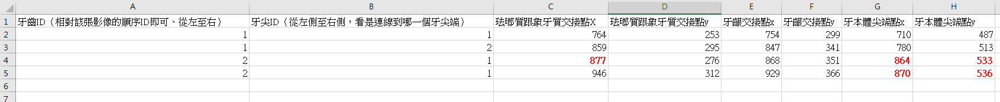 A B C D E F G H
1 牙齒ID（相對該張影像的順序ID即可、從左至右） 牙尖ID（從左側至右側，看是連線到哪一個牙尖端） 珐瑯質跟象牙質交接點X 珐瑯質跟象牙質交接點y 牙齦交接點x 牙齦交接點y 牙本體尖端點x 牙本體尖端點y
2 1 1 764 253 754 299 710 487
3 1 2 859 295 847 341 780 513
4 2 1 877 276 868 351 864 533
5 2 1 946 312 929 366 870 536
6
7